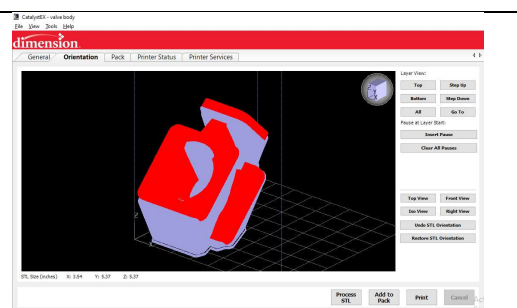 CatalystEX - valve body
File View Tools Help
dimension
General Orientation Pack Printer Status Printer Services
Layer View:
Top Step Up
Bottom Step Down
All Go To
Pause at Layer Start:
Insert Pause
Clear All Pauses
Top View Front View
Iso View Right View
Undo STL Orientation
Restore STL Orientation
STL Size (inches) X: 3.94 Y: 5.37 Z: 5.37
Process STL Add to Pack Print Cancel